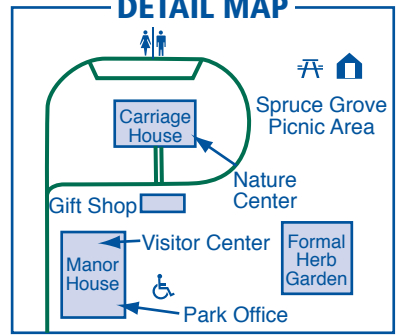 DETAIL MAP
Carriage
House
Spruce Grove
Picnic Area
Nature
Center
Gift Shop
Visitor Center
Manor
House
Formal
Herb
Garden
Park Office